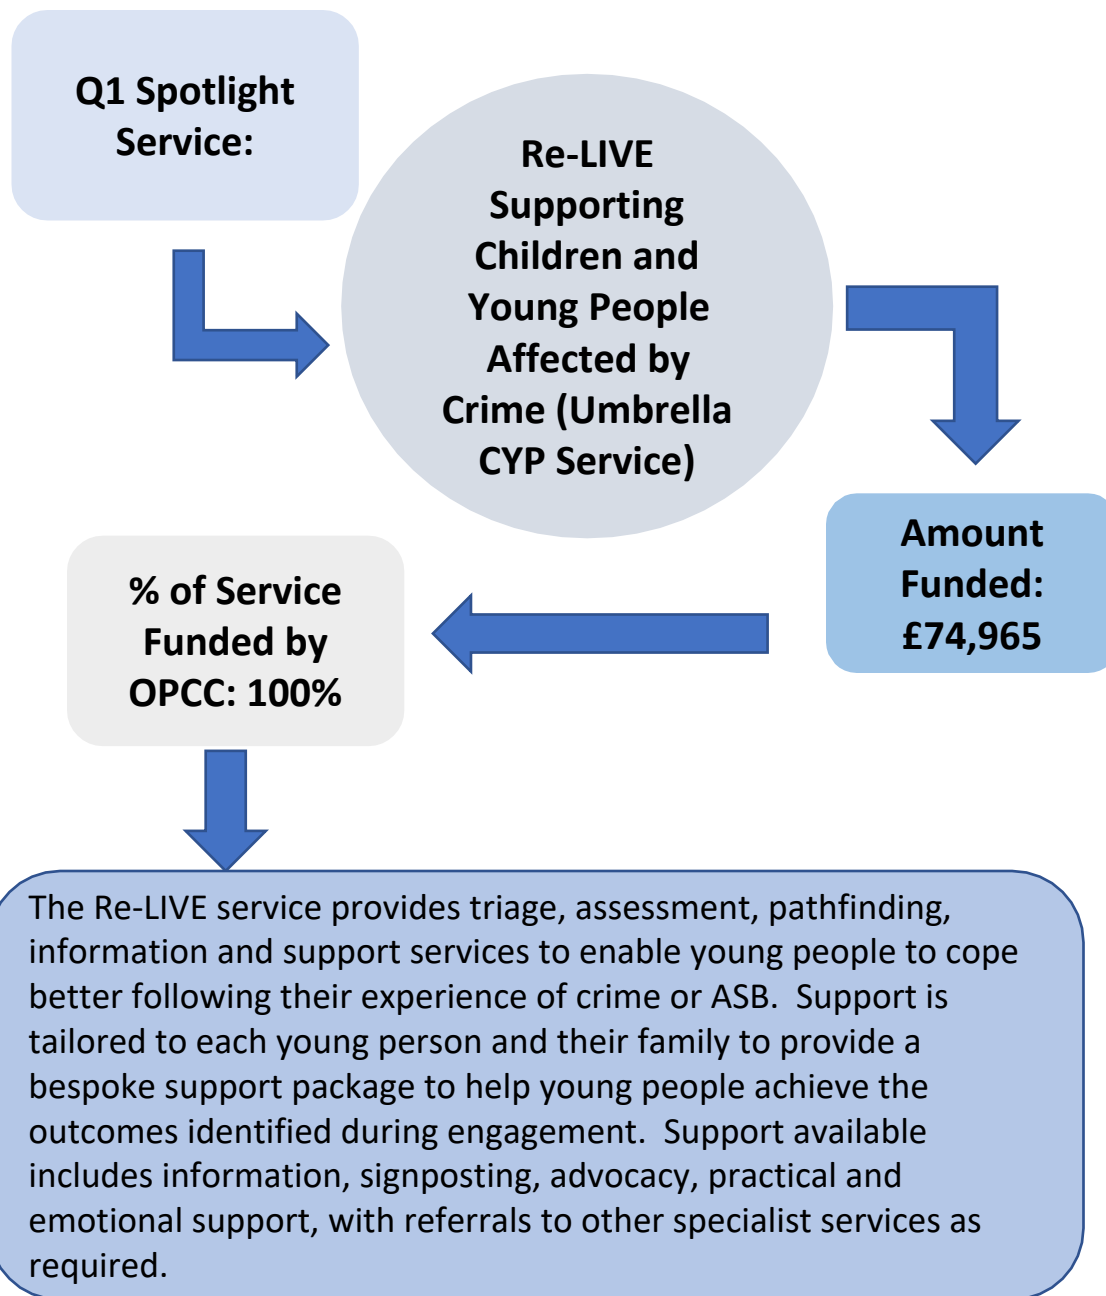 Q1 Spotlight
Service:
Re-LIVE
Supporting
Children and
Young People
Affected by
Crime (Umbrella
CYP Service)
Amount
Funded:
£74,965
% of Service
Funded by
OPCC: 100%
The Re-LIVE service provides triage, assessment, pathfinding,
information and support services to enable young people to cope
better following their experience of crime or ASB.  Support is
tailored to each young person and their family to provide a
bespoke support package to help young people achieve the
outcomes identified during engagement.  Support available
includes information, signposting, advocacy, practical and
emotional support, with referrals to other specialist services as
required.